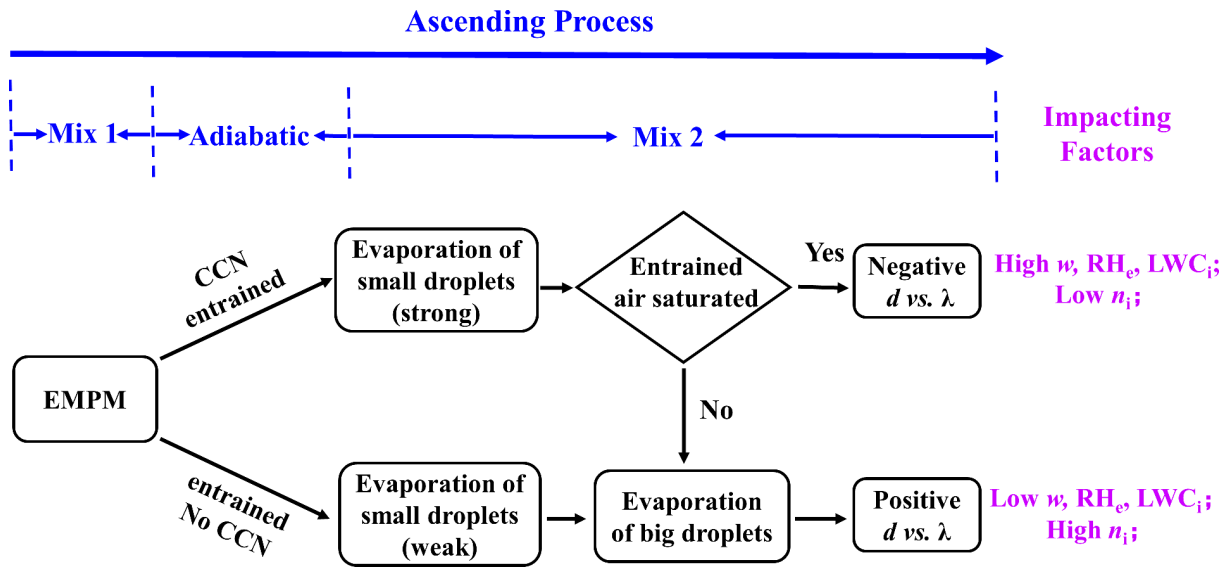 Ascending Process
Mix 1
Adiabatic
Mix 2
Impacting
Factors
CCN
entrained
Evaporation of
small droplets
(strong)
Entrained
air saturated
Yes
Negative
d vs. λ
High w, RHₑ, LWCᵢ;
Low nᵢ;
EMPM
No
entrained
No CCN
Evaporation of
small droplets
(weak)
Evaporation
of big droplets
Positive
d vs. λ
Low w, RHₑ, LWCᵢ;
High nᵢ;